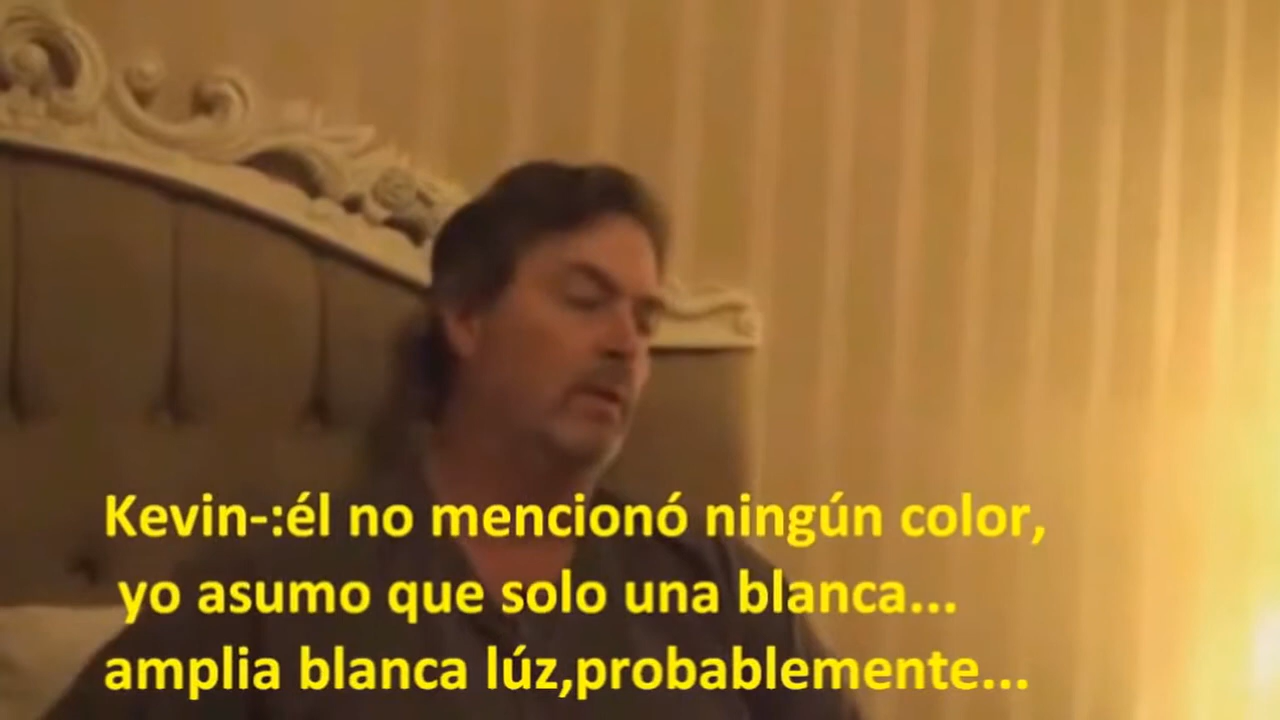 Kevin-:él no mencionó ningún color,
yo asumo que solo una blanca...
amplia blanca lúz,probablemente...